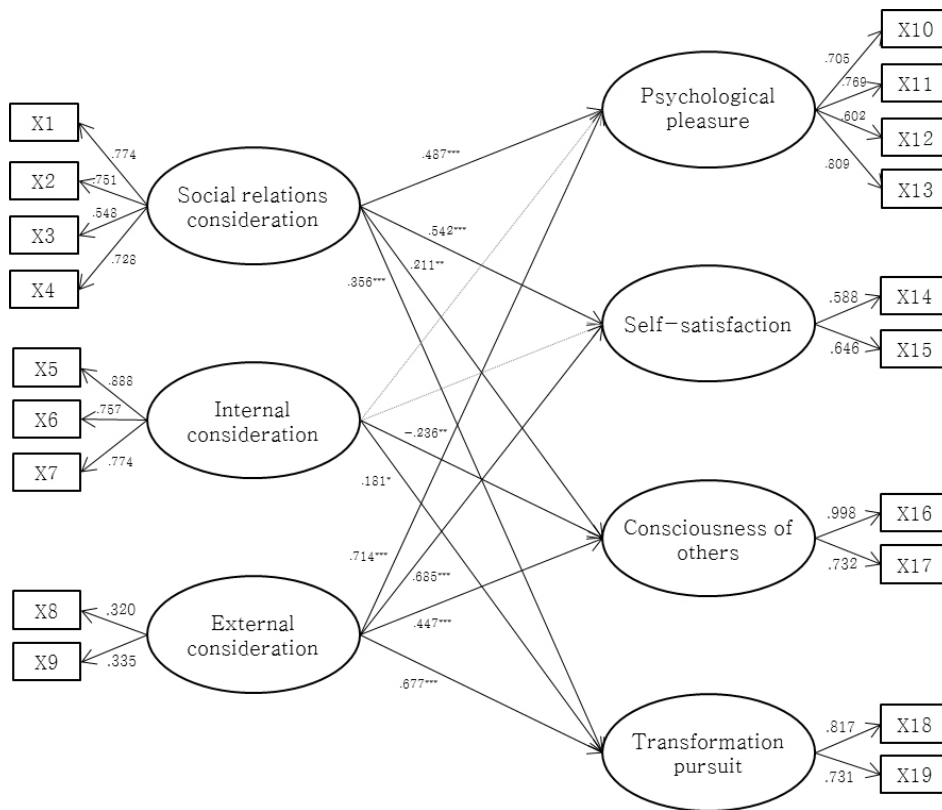 X1
X2
X3
X4
.774
.751
.548
.728
Social relations
consideration
X5
X6
X7
.888
.757
.774
Internal
consideration
X8
X9
.320
.335
External
consideration
.487***
.542***
.211**
.356***
-.236**
.181*
.714***
.685***
.447***
.677***
Psychological
pleasure
.705
.769
.602
.809
X10
X11
X12
X13
Self-satisfaction
.588
.646
X14
X15
Consciousness of
others
.998
.732
X16
X17
Transformation
pursuit
.817
.731
X18
X19